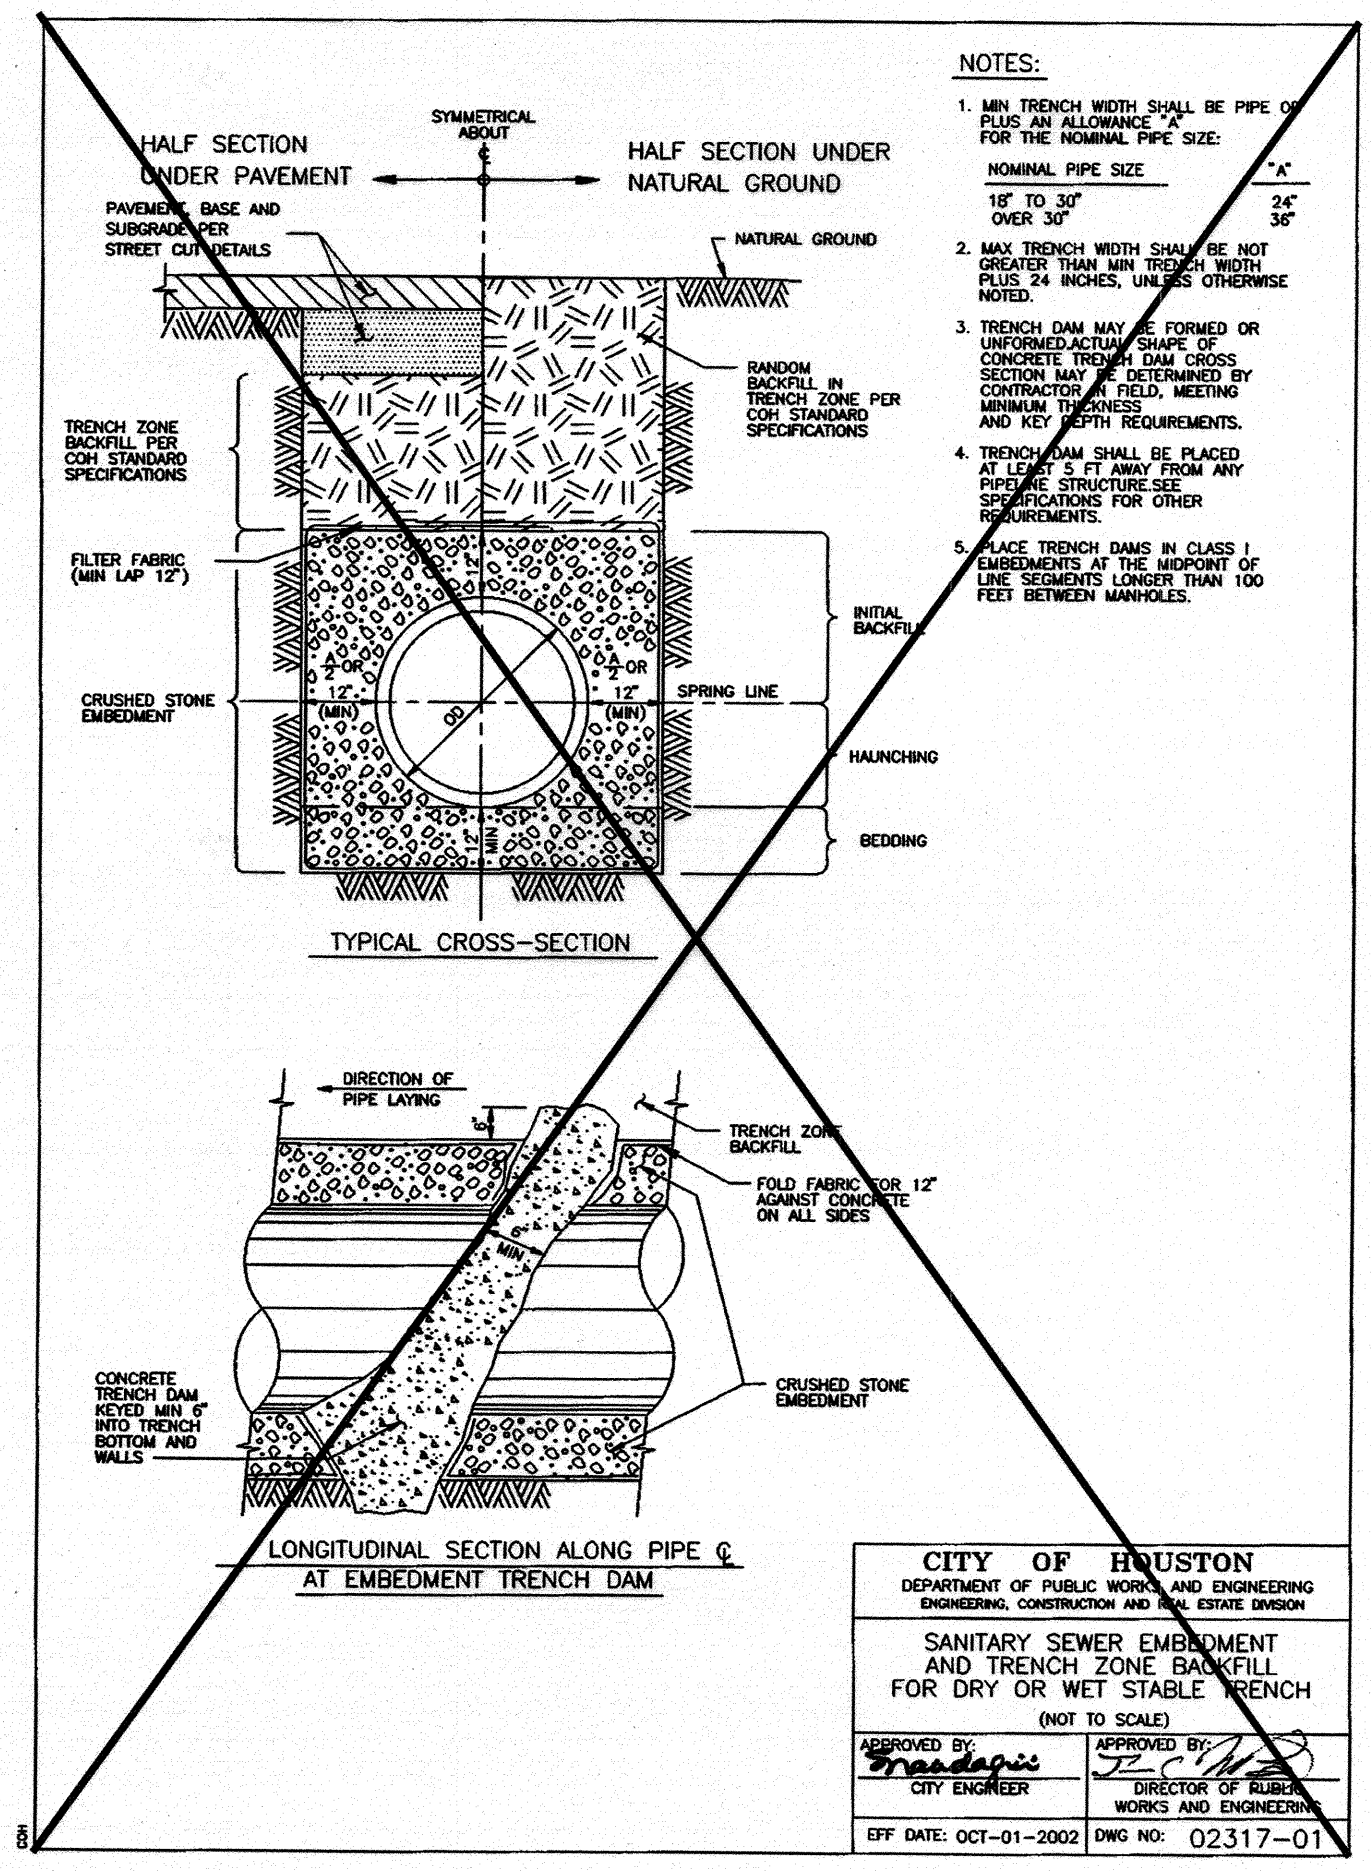 SYMMETRICAL
ABOUT
℄
HALF SECTION
UNDER PAVEMENT
HALF SECTION UNDER
NATURAL GROUND
PAVEMENT, BASE AND
SUBGRADE PER
STREET CUT DETAILS
NATURAL GROUND
RANDOM
BACKFILL IN
TRENCH ZONE PER
COH STANDARD
SPECIFICATIONS
TRENCH ZONE
BACKFILL PER
COH STANDARD
SPECIFICATIONS
FILTER FABRIC
(MIN LAP 12")
12"
INITIAL
BACKFILL
A/2 OR
12"
(MIN)
A/2 OR
12"
(MIN)
SPRING LINE
CRUSHED STONE
EMBEDMENT
OD
HAUNCHING
12"
MIN
BEDDING
TYPICAL CROSS-SECTION
NOTES:
1. MIN TRENCH WIDTH SHALL BE PIPE OD
PLUS AN ALLOWANCE "A"
FOR THE NOMINAL PIPE SIZE:
NOMINAL PIPE SIZE "A"
18" TO 30" 24"
OVER 30" 36"
2. MAX TRENCH WIDTH SHALL BE NOT
GREATER THAN MIN TRENCH WIDTH
PLUS 24 INCHES, UNLESS OTHERWISE
NOTED.
3. TRENCH DAM MAY BE FORMED OR
UNFORMED.ACTUAL SHAPE OF
CONCRETE TRENCH DAM CROSS
SECTION MAY BE DETERMINED BY
CONTRACTOR IN FIELD, MEETING
MINIMUM THICKNESS
AND KEY DEPTH REQUIREMENTS.
4. TRENCH DAM SHALL BE PLACED
AT LEAST 5 FT AWAY FROM ANY
PIPELINE STRUCTURE.SEE
SPECIFICATIONS FOR OTHER
REQUIREMENTS.
5. PLACE TRENCH DAMS IN CLASS I
EMBEDMENTS AT THE MIDPOINT OF
LINE SEGMENTS LONGER THAN 100
FEET BETWEEN MANHOLES.
DIRECTION OF
PIPE LAYING
6"
TRENCH ZONE
BACKFILL
FOLD FABRIC FOR 12"
AGAINST CONCRETE
ON ALL SIDES
6"
MIN
CRUSHED STONE
EMBEDMENT
CONCRETE
TRENCH DAM
KEYED MIN 6"
INTO TRENCH
BOTTOM AND
WALLS
LONGITUDINAL SECTION ALONG PIPE ℄
AT EMBEDMENT TRENCH DAM
CITY OF HOUSTON
DEPARTMENT OF PUBLIC WORKS AND ENGINEERING
ENGINEERING, CONSTRUCTION AND REAL ESTATE DIVISION
SANITARY SEWER EMBEDMENT
AND TRENCH ZONE BACKFILL
FOR DRY OR WET STABLE TRENCH
(NOT TO SCALE)
APPROVED BY:
CITY ENGINEER
APPROVED BY:
DIRECTOR OF PUBLIC
WORKS AND ENGINEERING
EFF DATE: OCT-01-2002
DWG NO: 02317-01
COH